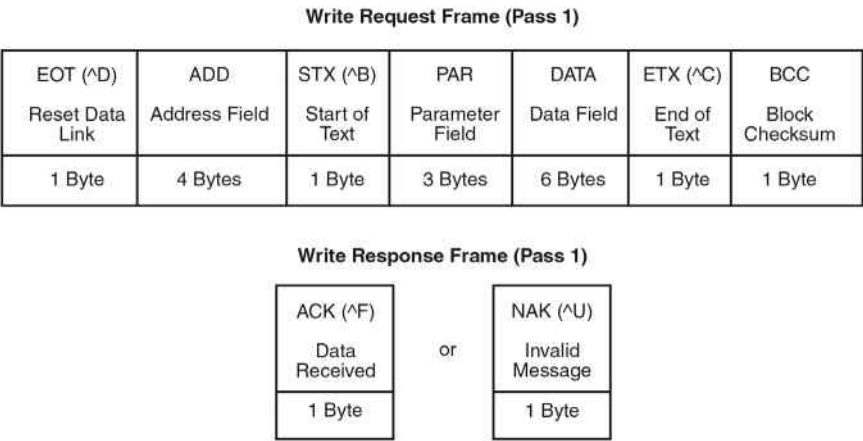 Write Request Frame (Pass 1)
EOT (^D) ADD STX (^B) PAR DATA ETX (^C) BCC
Reset Data Address Field Start of Parameter Data Field End of Block
Link Text Field Text Checksum
1 Byte 4 Bytes 1 Byte 3 Bytes 6 Bytes 1 Byte 1 Byte
Write Response Frame (Pass 1)
ACK (^F) NAK (^U)
Data or Invalid
Received Message
1 Byte 1 Byte